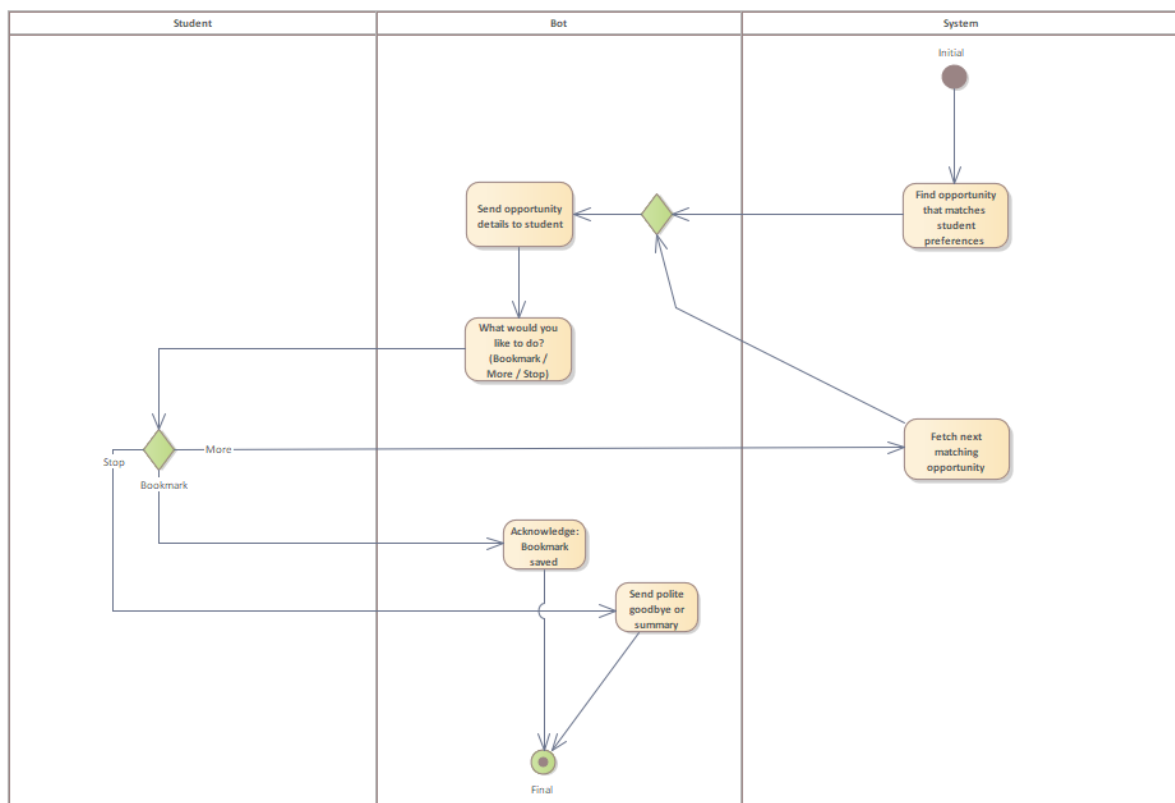 Student
Bot
System
Initial
Find opportunity
that matches
student
preferences
Send opportunity
details to student
What would you
like to do?
(Bookmark /
More / Stop)
Stop
More
Bookmark
Fetch next
matching
opportunity
Acknowledge:
Bookmark
saved
Send polite
goodbye or
summary
Final